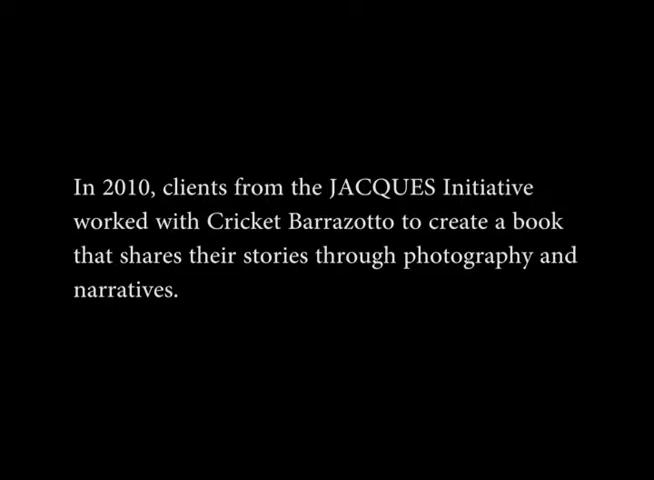 In 2010, clients from the JACQUES Initiative
worked with Cricket Barrazotto to create a book
that shares their stories through photography and
narratives.